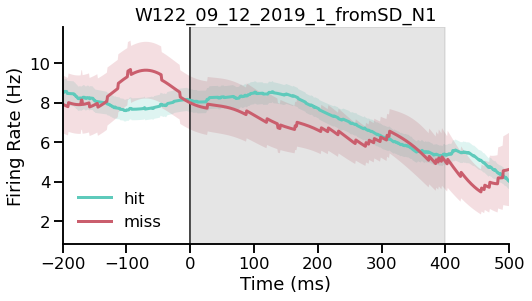 W122_09_12_2019_1_fromSD_N1
Firing Rate (Hz)
10
8
6
4
2
hit
miss
−200 −100 0 100 200 300 400 500
Time (ms)